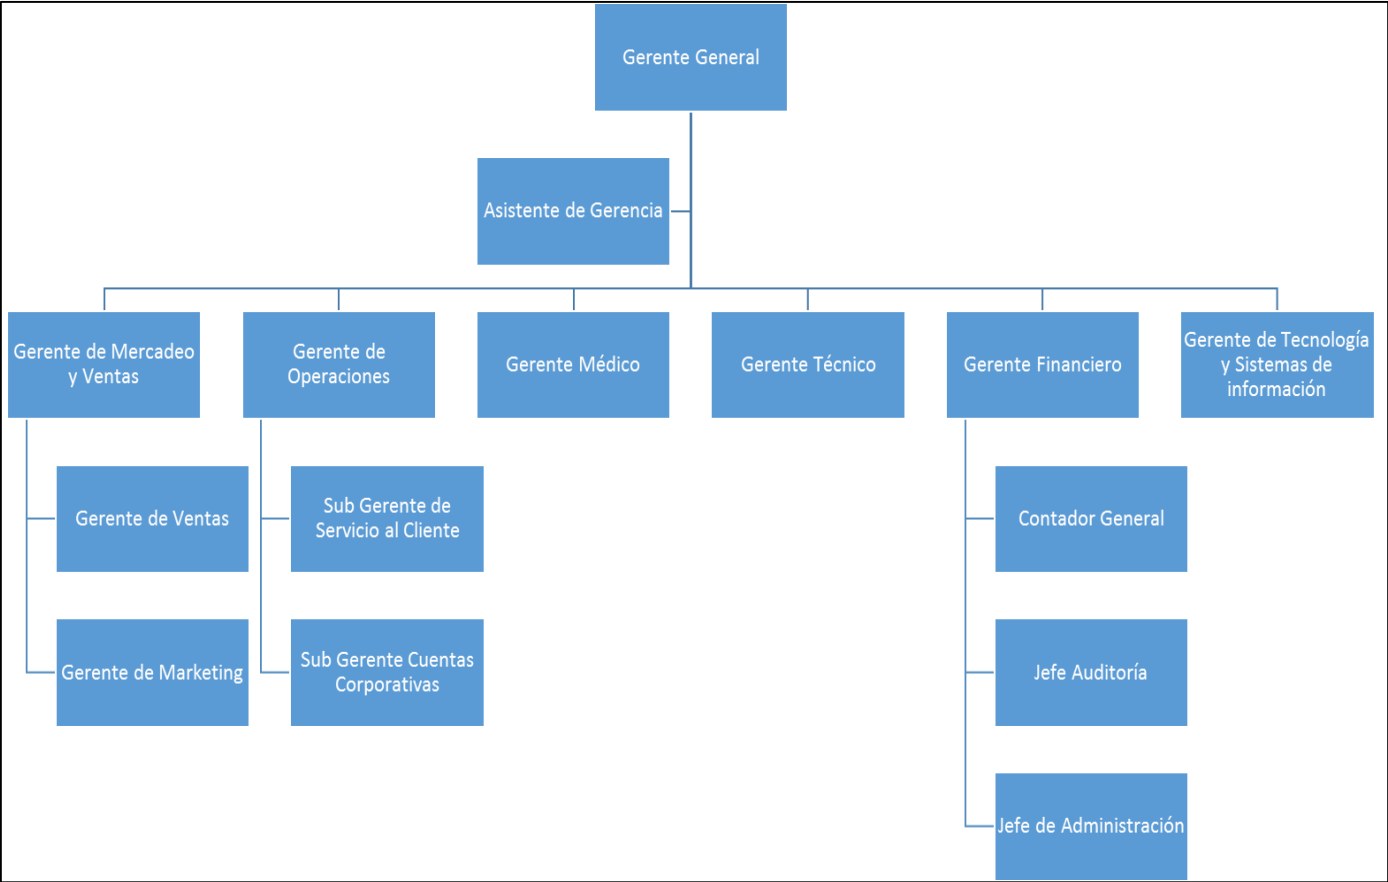 Gerente General
Asistente de Gerencia
Gerente de Mercadeo
y Ventas
Gerente de
Operaciones
Gerente Médico
Gerente Técnico
Gerente Financiero
Gerente de Tecnología
y Sistemas de
información
Gerente de Ventas
Sub Gerente de
Servicio al Cliente
Contador General
Gerente de Marketing
Sub Gerente Cuentas
Corporativas
Jefe Auditoría
Jefe de Administración